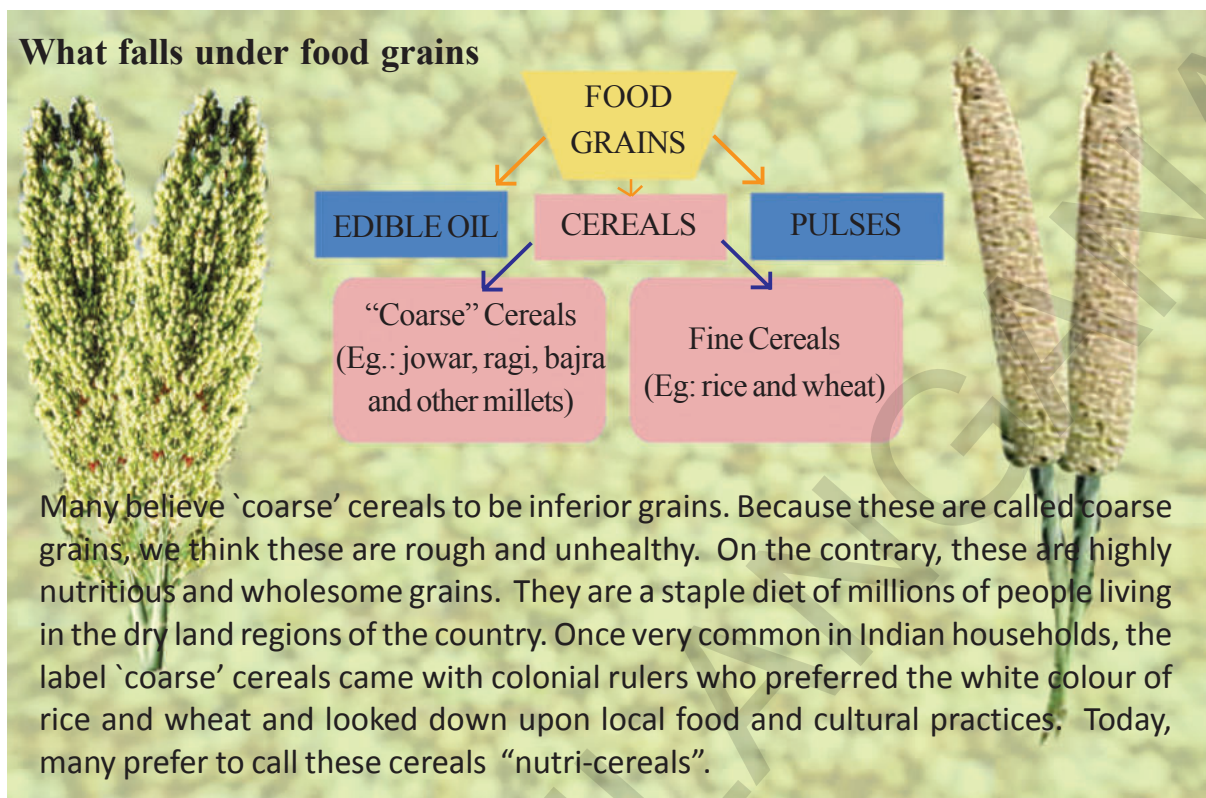 What falls under food grains
FOOD
GRAINS
EDIBLE OIL
CEREALS
PULSES
“Coarse” Cereals
(Eg.: jowar, ragi, bajra
and other millets)
Fine Cereals
(Eg: rice and wheat)
Many believe `coarse’ cereals to be inferior grains. Because these are called coarse
grains, we think these are rough and unhealthy. On the contrary, these are highly
nutritious and wholesome grains. They are a staple diet of millions of people living
in the dry land regions of the country. Once very common in Indian households, the
label `coarse’ cereals came with colonial rulers who preferred the white colour of
rice and wheat and looked down upon local food and cultural practices. Today,
many prefer to call these cereals “nutri-cereals”.